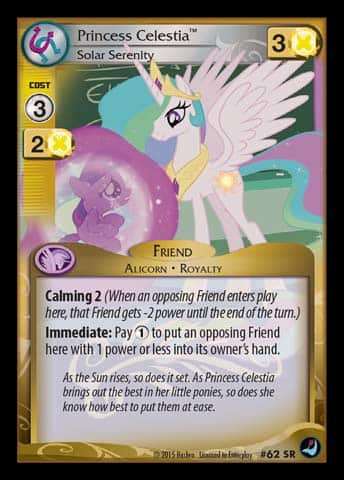 Princess Celestia™
Solar Serenity
3
COST
3
2
FRIEND
ALICORN • ROYALTY
Calming 2 (When an opposing Friend enters play
here, that Friend gets -2 power until the end of the turn.)
Immediate: Pay 1 to put an opposing Friend
here with 1 power or less into its owner's hand.
As the Sun rises, so does it set. As Princess Celestia
brings out the best in her little ponies, so does she
know how best to put them at ease.
© 2015 Hasbro. Licensed to Enterplay.
#62 SR